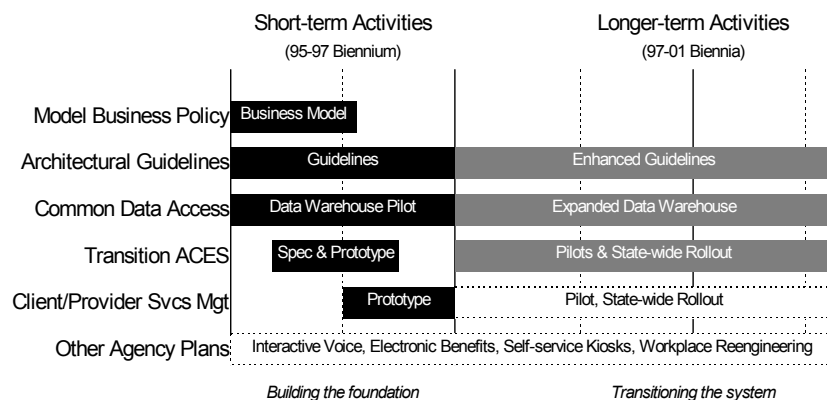 Short-term Activities Longer-term Activities
(95-97 Biennium) (97-01 Biennia)
Model Business Policy Business Model
Architectural Guidelines Guidelines Enhanced Guidelines
Common Data Access Data Warehouse Pilot Expanded Data Warehouse
Transition ACES Spec & Prototype Pilots & State-wide Rollout
Client/Provider Svcs Mgt Prototype Pilot, State-wide Rollout
Other Agency Plans Interactive Voice, Electronic Benefits, Self-service Kiosks, Workplace Reengineering
Building the foundation Transitioning the system